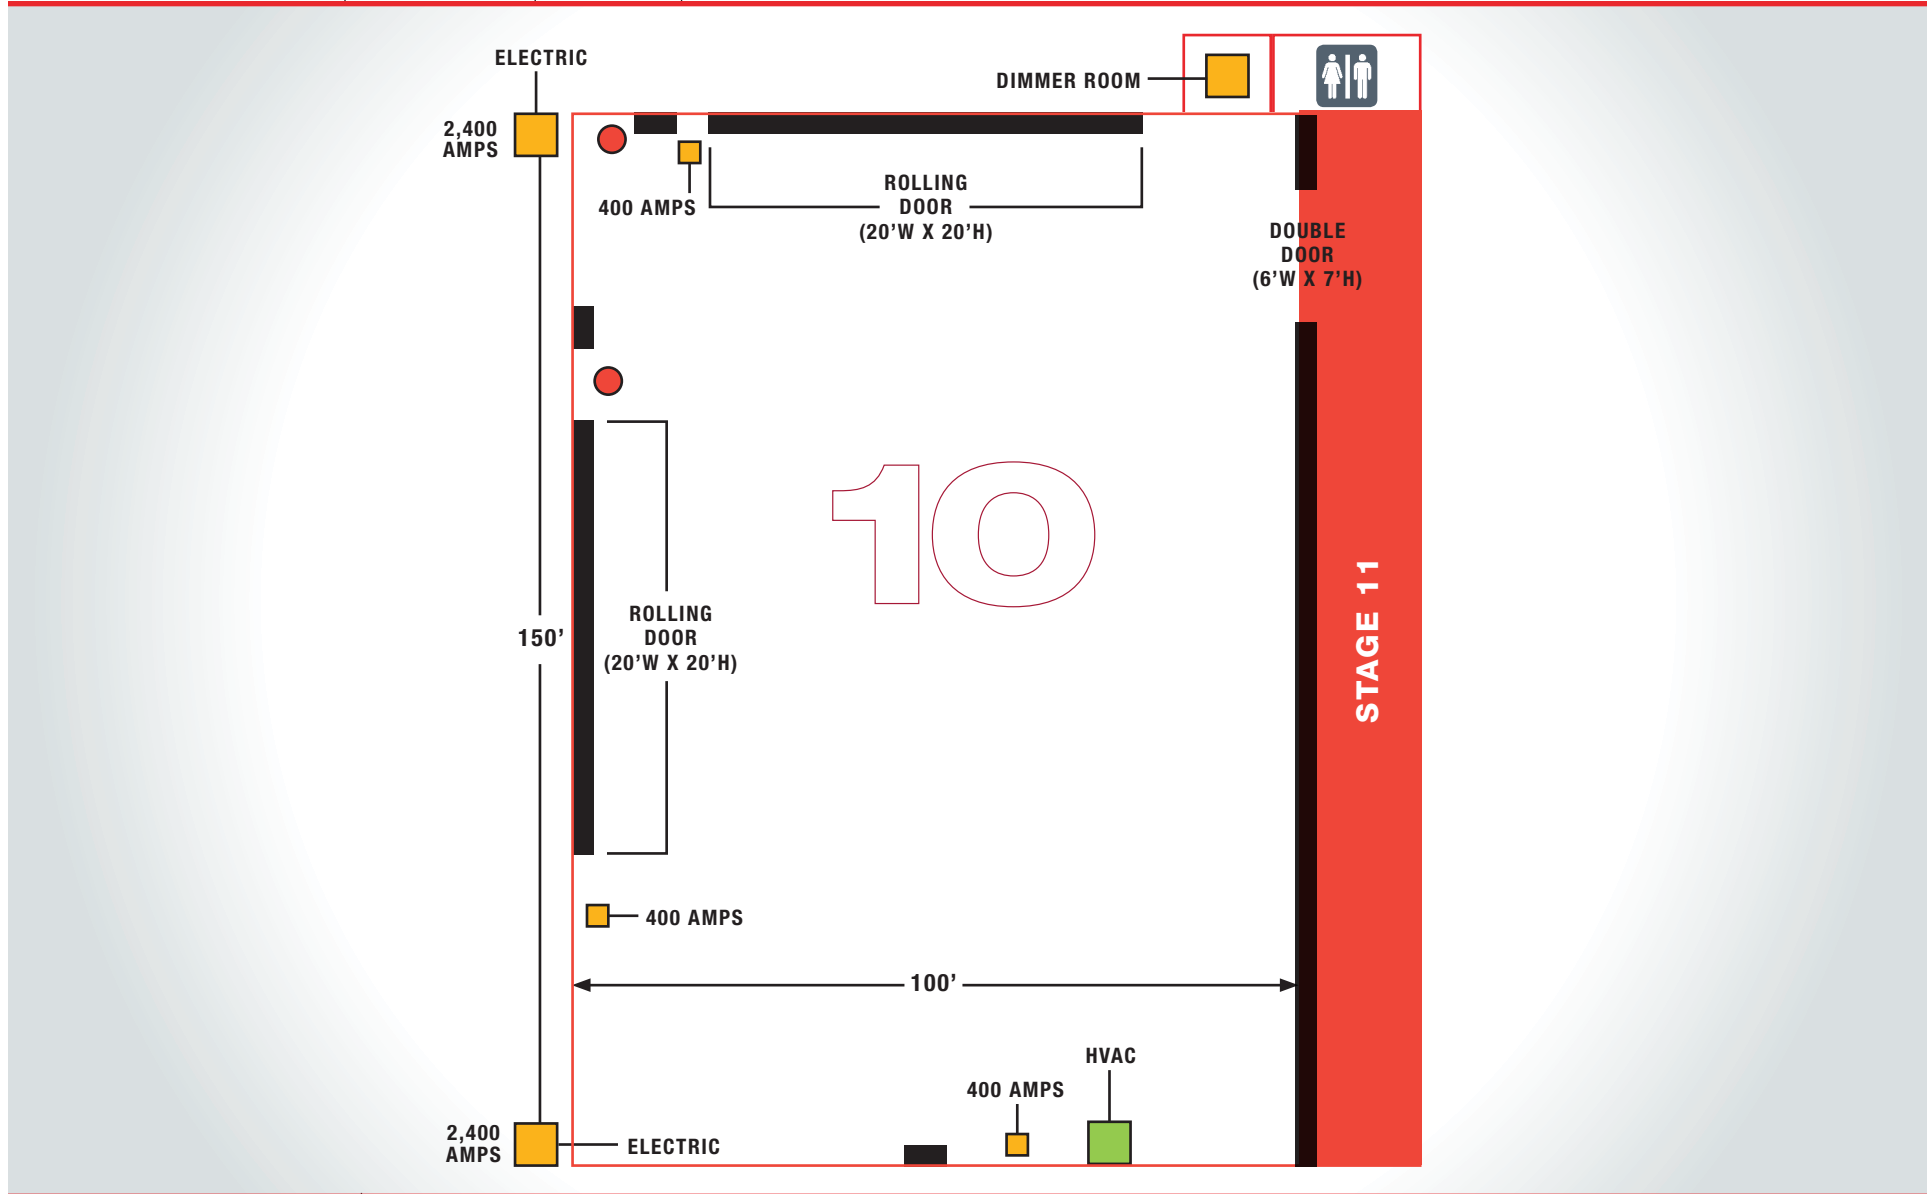 ELECTRIC
DIMMER ROOM
2,400
AMPS
400 AMPS
ROLLING
DOOR
(20’W X 20’H)
DOUBLE
DOOR
(6’W X 7’H)
10
150’
ROLLING
DOOR
(20’W X 20’H)
STAGE 11
400 AMPS
100’
HVAC
400 AMPS
2,400
AMPS
ELECTRIC